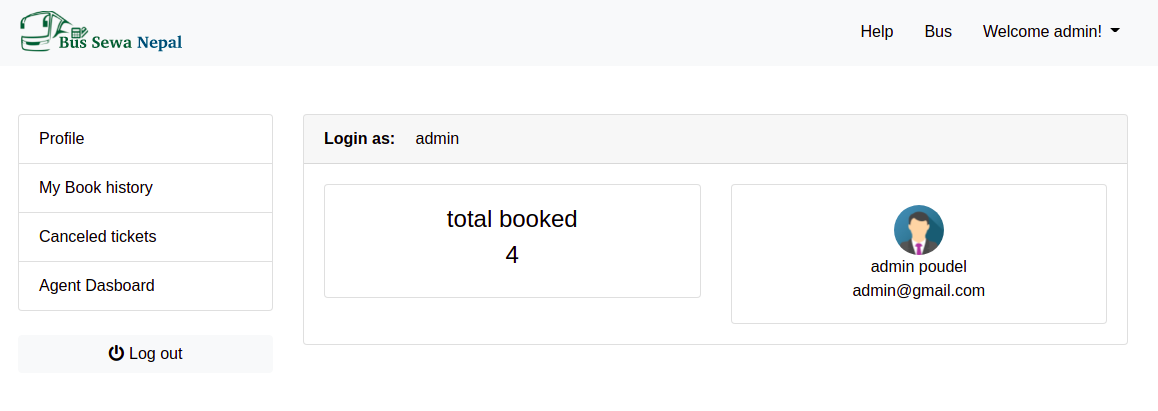 Bus Sewa Nepal
Help
Bus
Welcome admin!
Profile
My Book history
Canceled tickets
Agent Dasboard
Log out
Login as: admin
total booked
4
admin poudel
admin@gmail.com